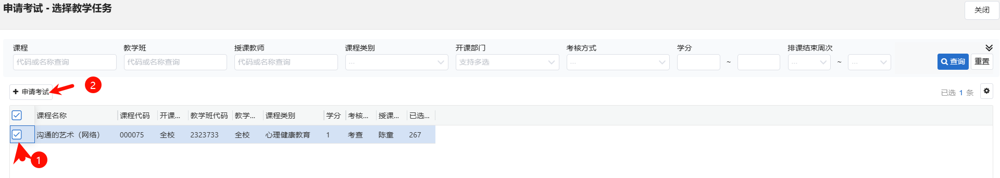 申请考试 - 选择教学任务
关闭
课程 教学班 授课教师 课程类别 开课部门 考核方式 学分 排课结束周次
代码或名称查询 代码或名称查询 代码或名称查询 ... 支持多选 ... ~ ... ~ ... 查询 重置
申请考试 2
已选 1 条
课程名称 课程代码 开课... 教学班代码 教学... 课程类别 学分 考核... 授课... 已选...
沟通的艺术（网络） 000075 全校 2323733 全校 心理健康教育 1 考查 陈童 267
1